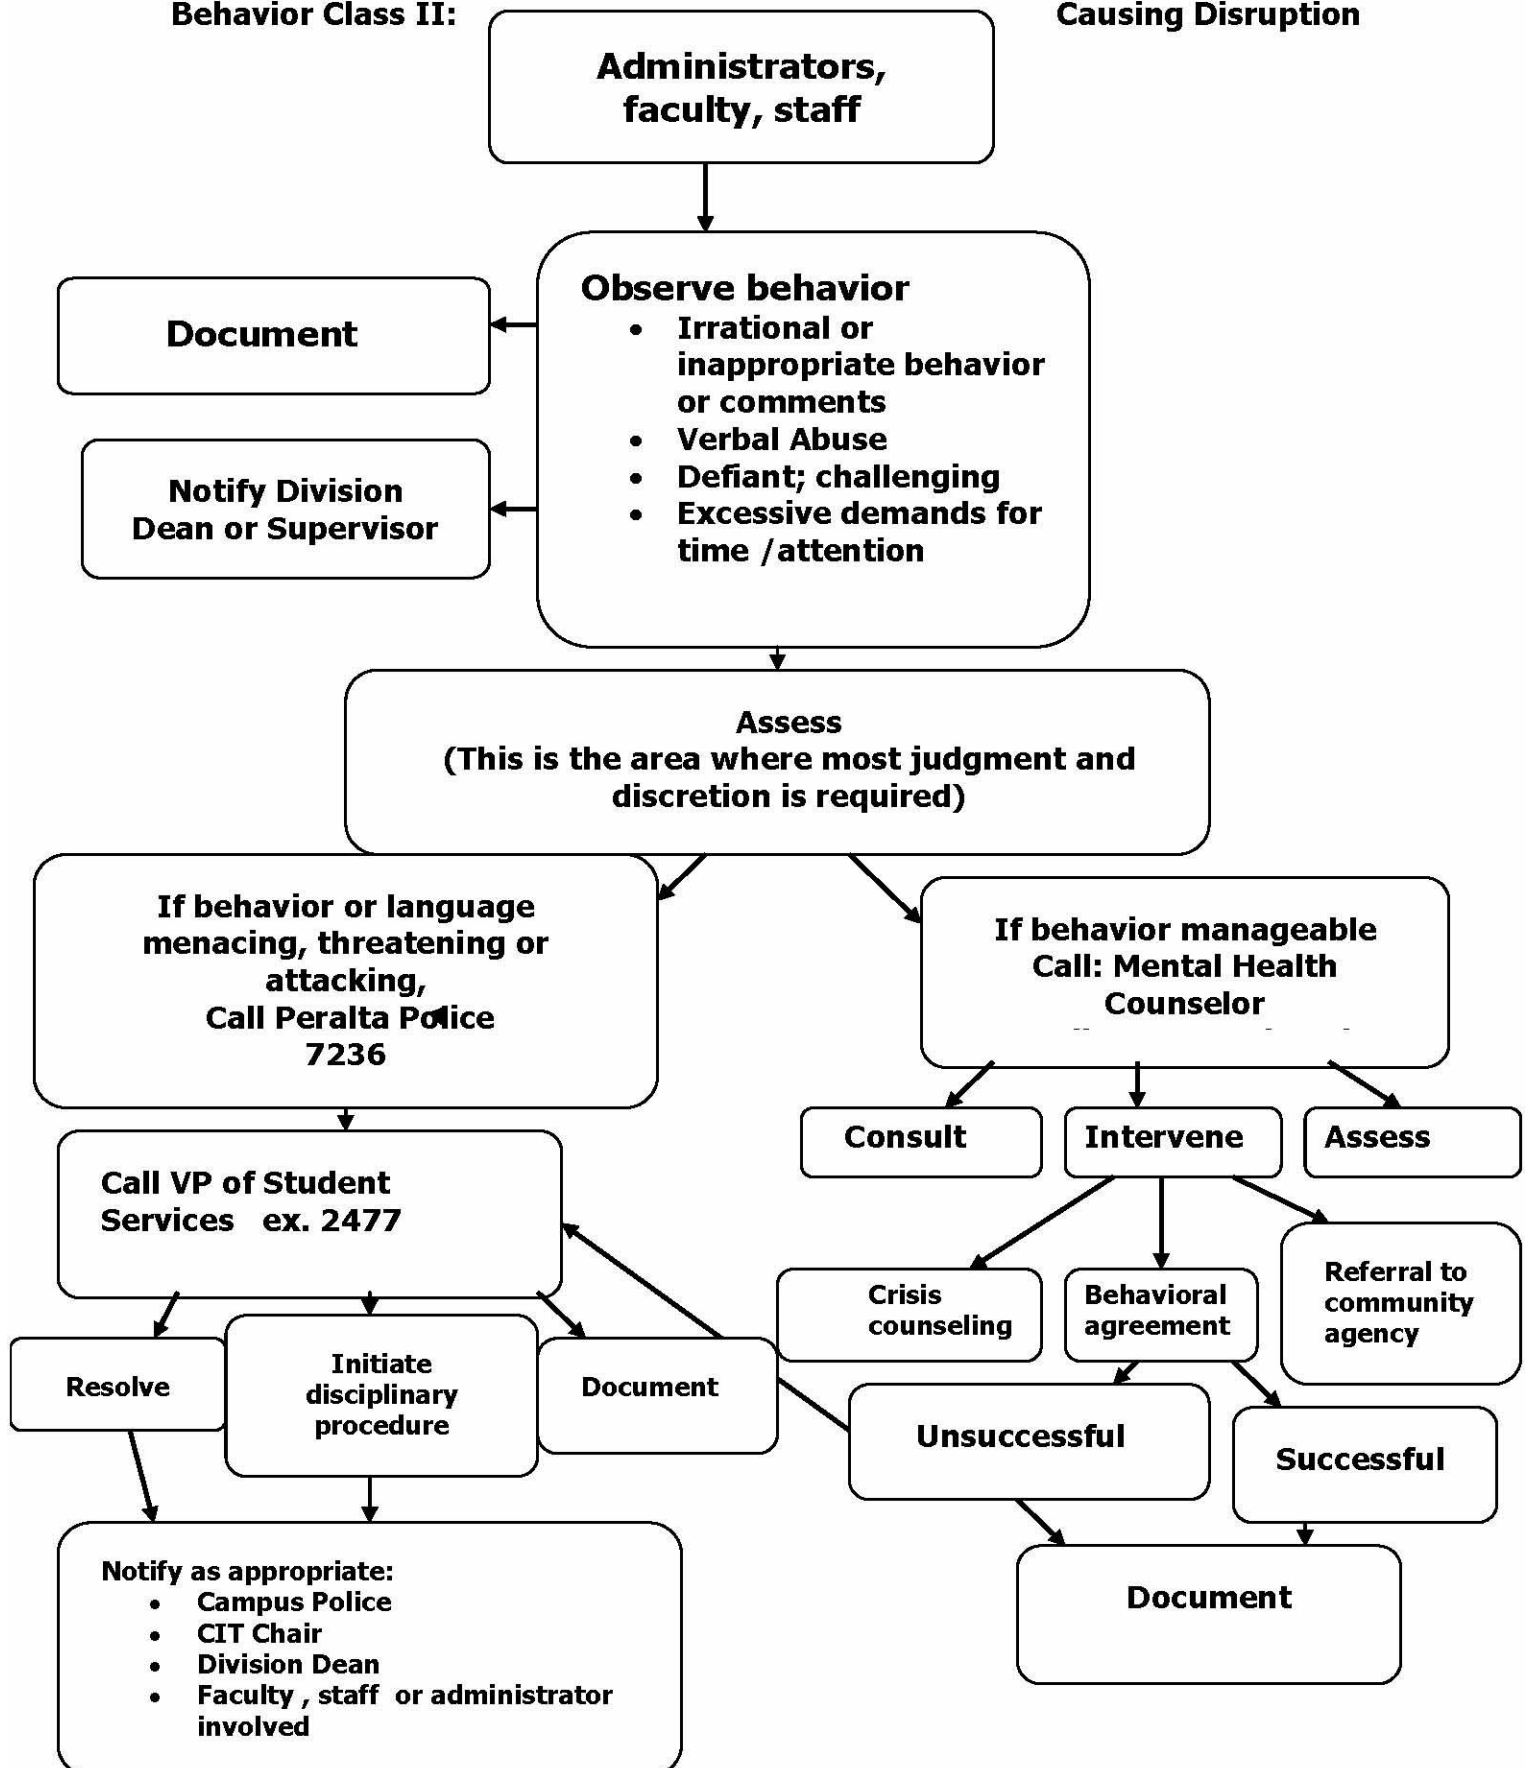 Behavior Class II:
Causing Disruption
Administrators,
faculty, staff
Observe behavior
• Irrational or
inappropriate behavior
or comments
• Verbal Abuse
• Defiant; challenging
• Excessive demands for
time /attention
Document
Notify Division
Dean or Supervisor
Assess
(This is the area where most judgment and
discretion is required)
If behavior or language
menacing, threatening or
attacking,
Call Peralta Police
7236
If behavior manageable
Call: Mental Health
Counselor
Consult
Intervene
Assess
Call VP of Student
Services ex. 2477
Crisis
counseling
Behavioral
agreement
Referral to
community
agency
Resolve
Initiate
disciplinary
procedure
Document
Unsuccessful
Successful
Notify as appropriate:
• Campus Police
• CIT Chair
• Division Dean
• Faculty , staff or administrator
involved
Document